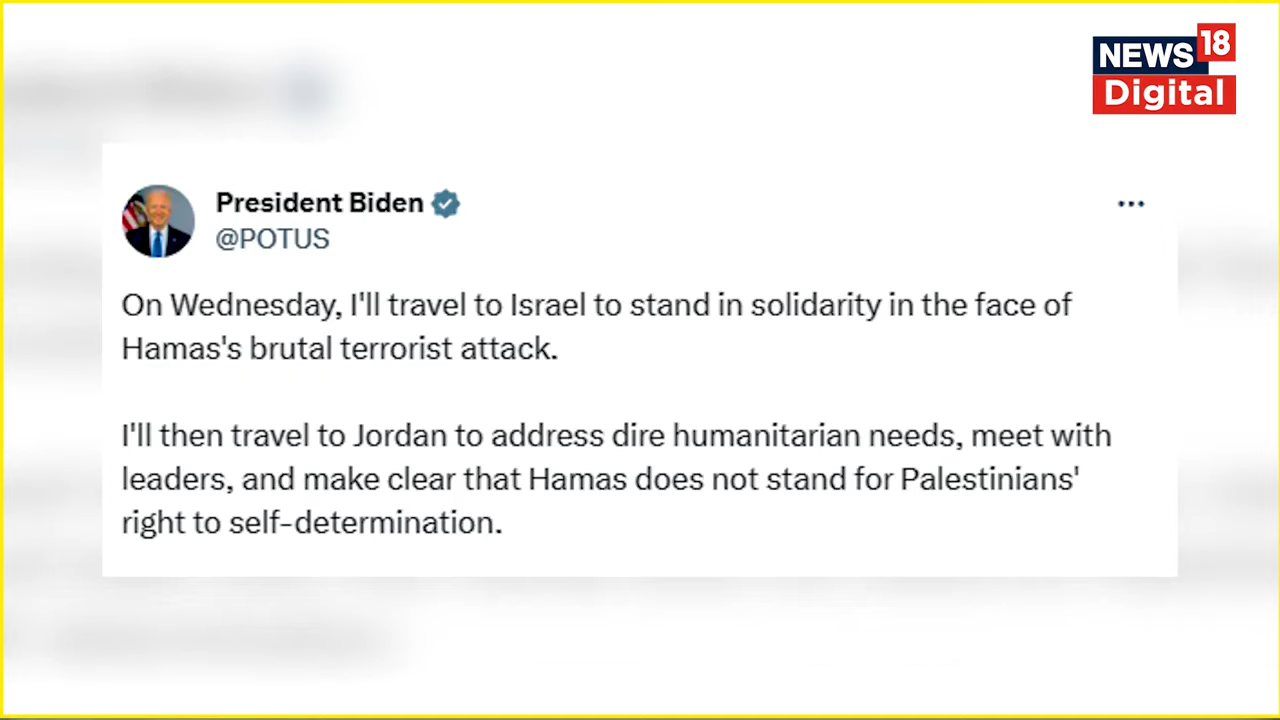 NEWS 18
Digital
President Biden
@POTUS
On Wednesday, I'll travel to Israel to stand in solidarity in the face of
Hamas's brutal terrorist attack.
I'll then travel to Jordan to address dire humanitarian needs, meet with
leaders, and make clear that Hamas does not stand for Palestinians'
right to self-determination.